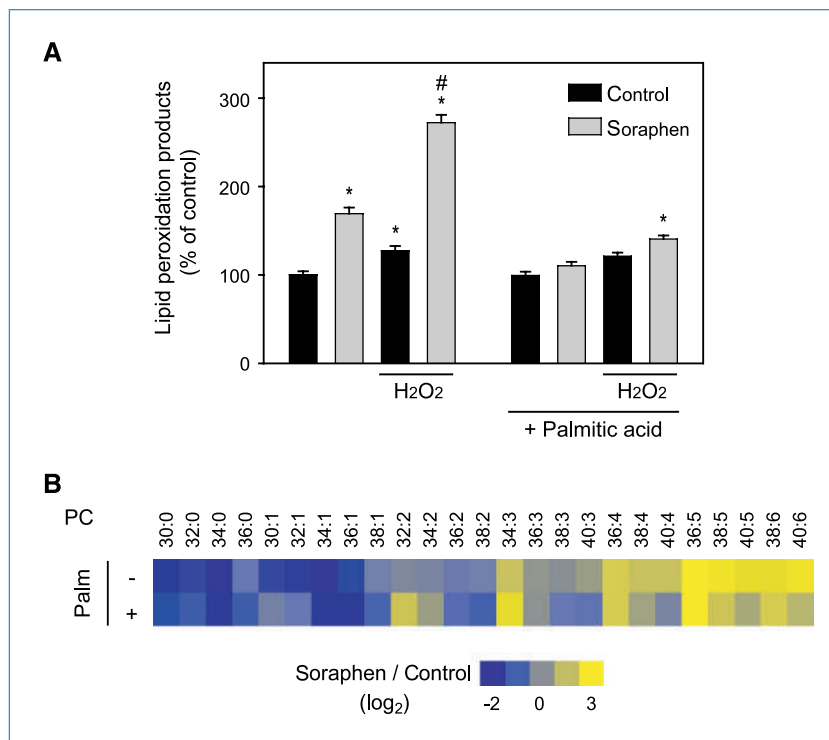 A
Lipid peroxidation products
(% of control)
300
200
100
0
Control
Soraphen
*
*
#
*
*
H2O2
H2O2
+ Palmitic acid
B
PC
30:0 32:0 34:0 36:0 30:1 32:1 34:1 36:1 38:1 32:2 34:2 36:2 38:2 34:3 36:3 38:3 40:3 36:4 38:4 40:4 36:5 38:5 40:5 38:6 40:6
Palm
-
+
Soraphen / Control
(log2)
-2 0 3